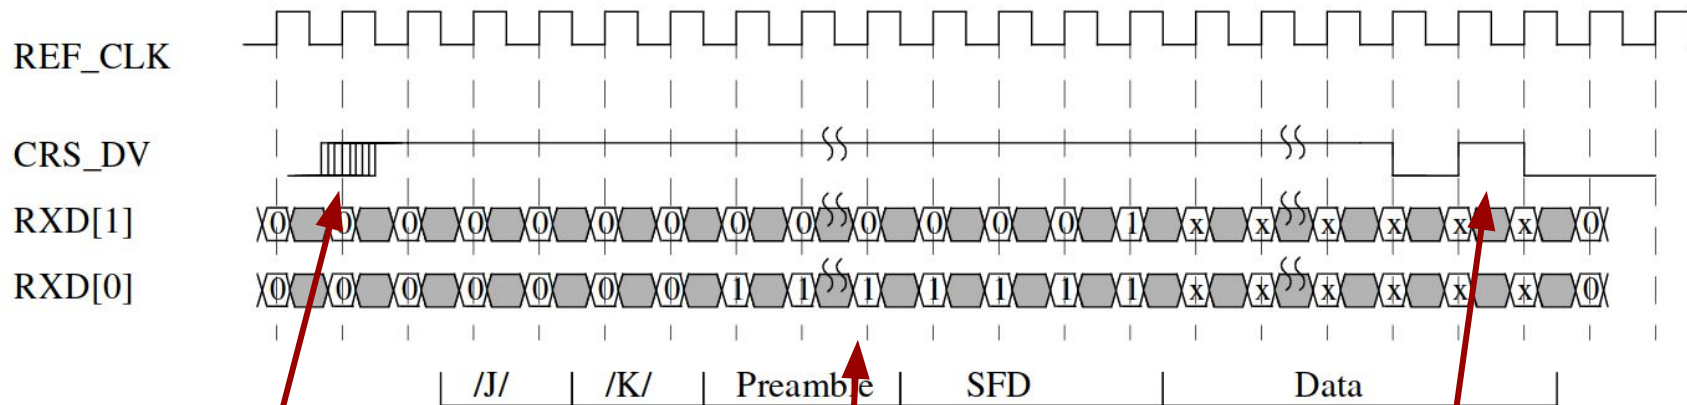 REF_CLK
CRS_DV
RXD[1] 0 0 0 0 0 0 0 0 0 0 0 0 0 1 x x x x x x 0
RXD[0] 0 0 0 0 0 0 0 1 1 1 1 1 1 1 x x x x x x 0
/J/ /K/ Preamble SFD Data